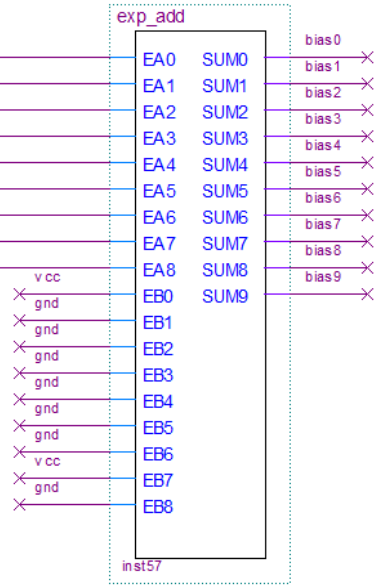 exp_add
EA0 SUM0 bias0
EA1 SUM1 bias1
EA2 SUM2 bias2
EA3 SUM3 bias3
EA4 SUM4 bias4
EA5 SUM5 bias5
EA6 SUM6 bias6
EA7 SUM7 bias7
EA8 SUM8 bias8
vcc EB0 SUM9 bias9
gnd EB1
gnd EB2
gnd EB3
gnd EB4
gnd EB5
gnd EB6
vcc EB7
gnd EB8
inst57